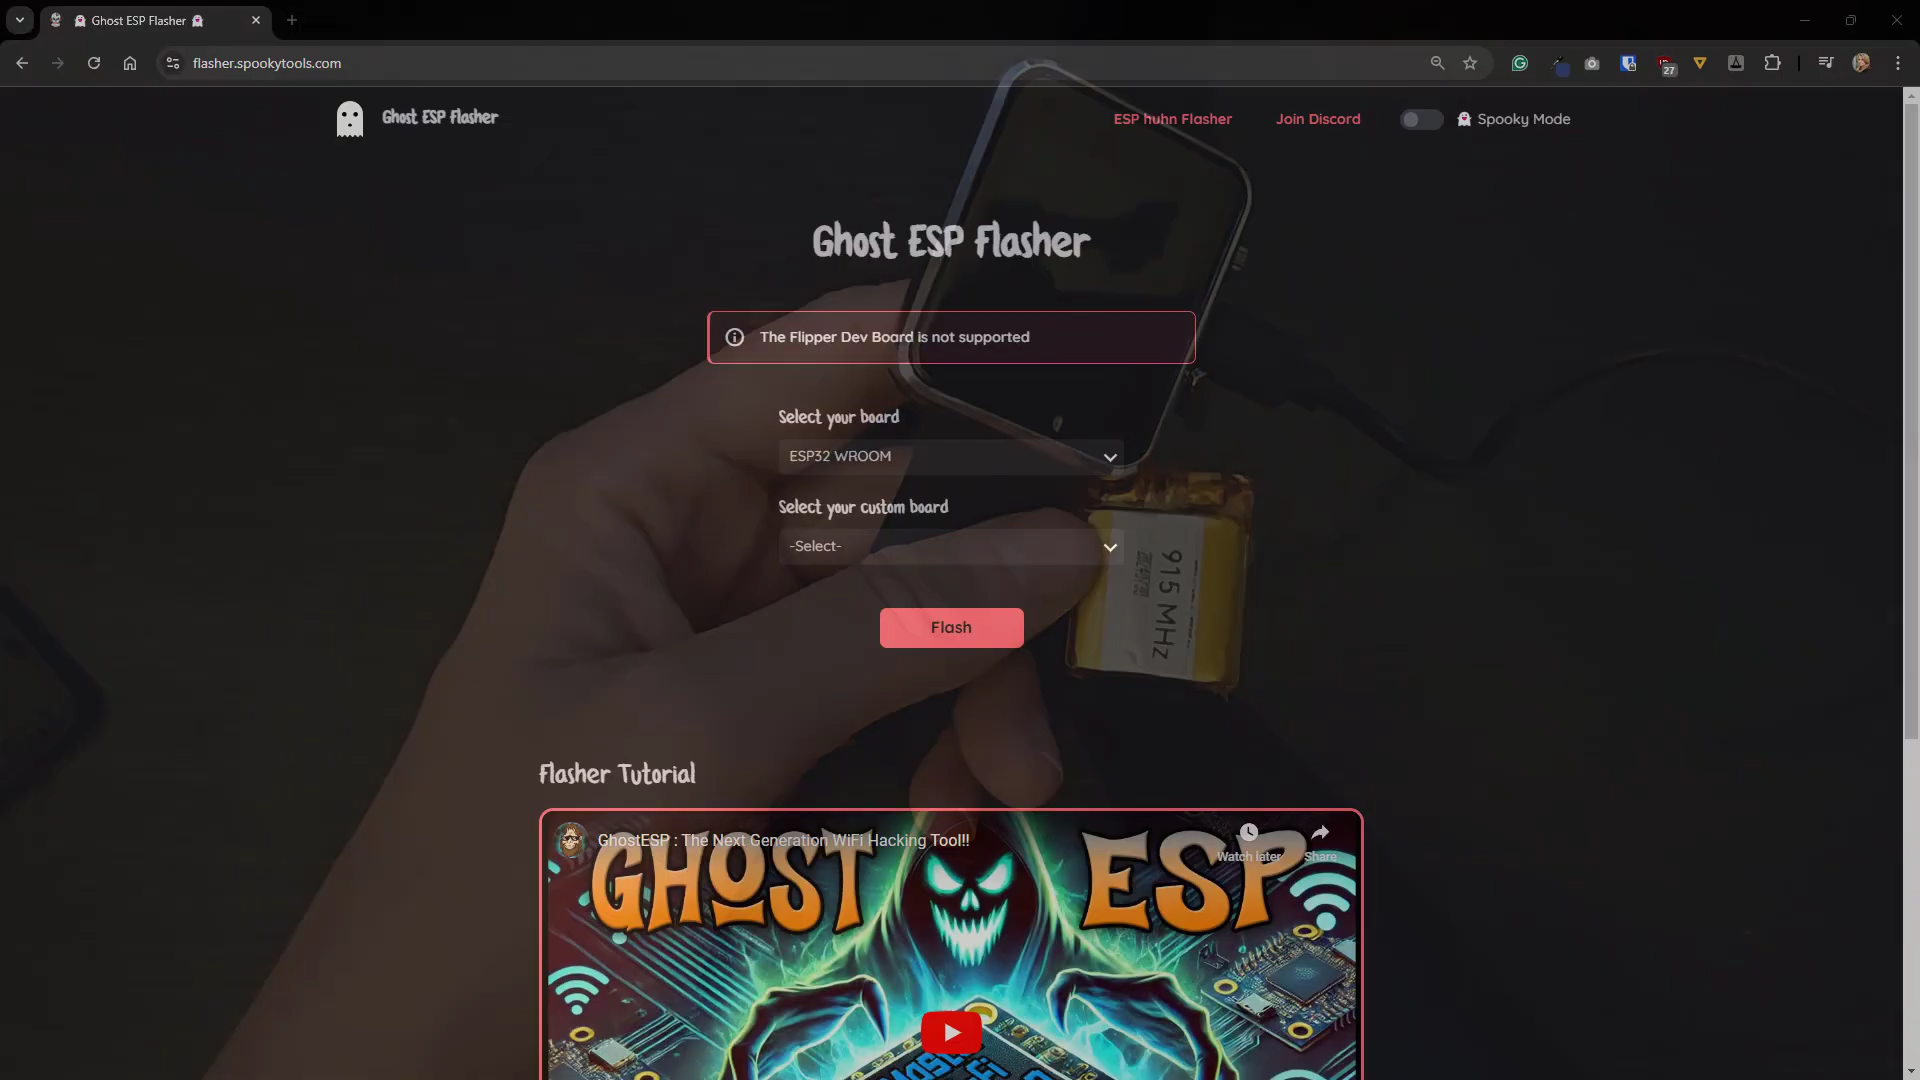 Ghost ESP Flasher
flasher.spookytools.com
27
Ghost ESP Flasher
ESP huhn Flasher
Join Discord
Spooky Mode
Ghost ESP Flasher
The Flipper Dev Board is not supported
Select your board
ESP32 WROOM
Select your custom board
-Select-
915 MHz
Flash
Flasher Tutorial
GhostESP : The Next Generation WiFi Hacking Tool!!
Watch later
Share
GHOST ESP